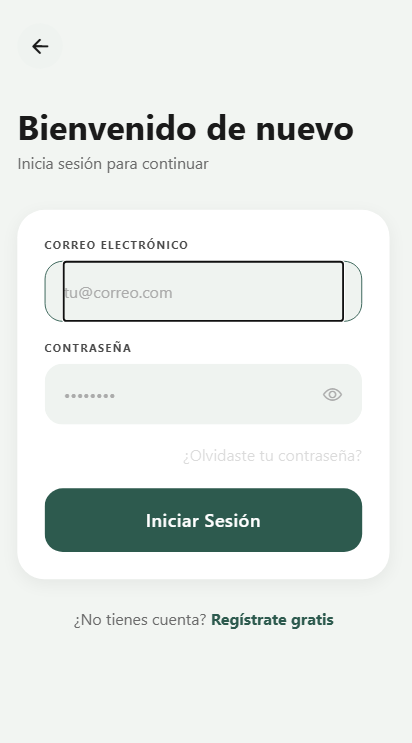 Bienvenido de nuevo
Inicia sesión para continuar
CORREO ELECTRÓNICO
tu@correo.com
CONTRASEÑA
••••••••
¿Olvidaste tu contraseña?
Iniciar Sesión
¿No tienes cuenta? Regístrate gratis